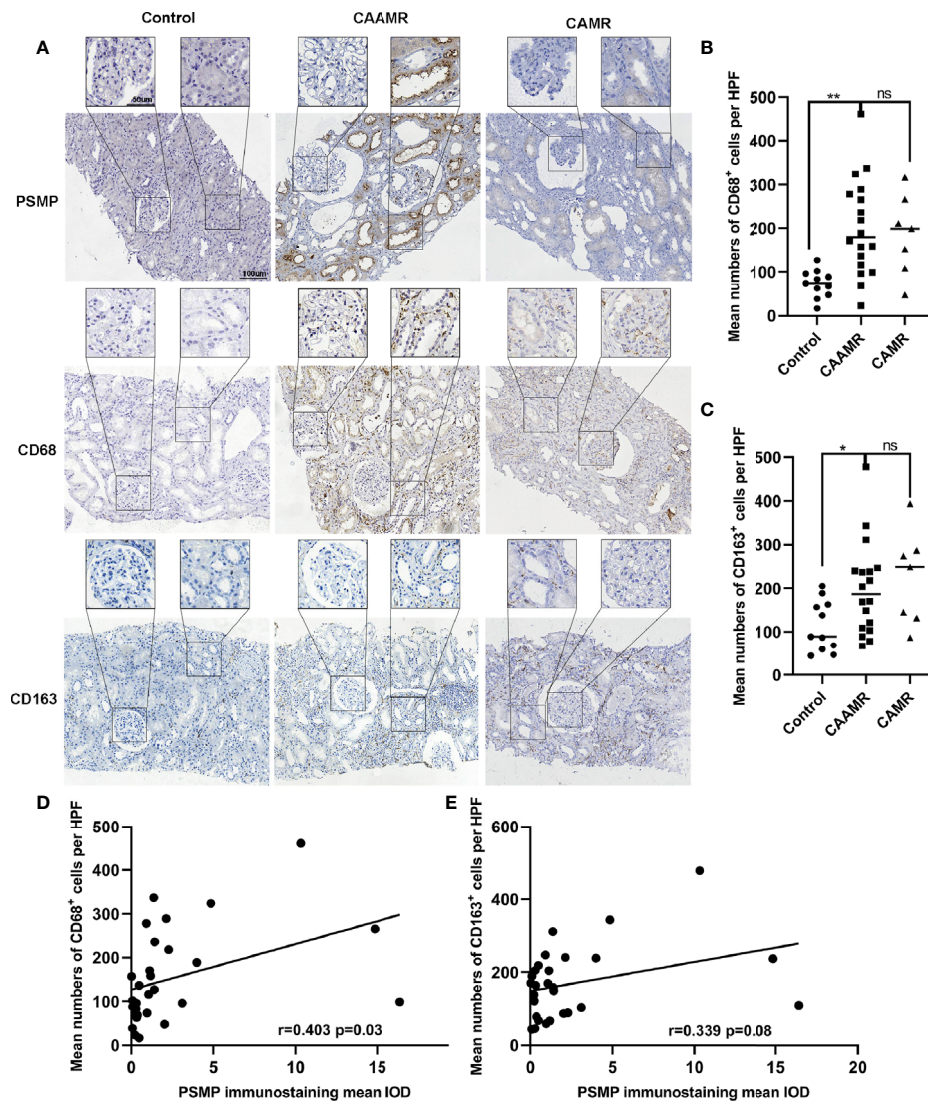 Control
CAAMR
CAMR
A
50um
PSMP
100um
CD68
CD163
B
Mean numbers of CD68+ cells per HPF
500
400
300
200
100
0
** ns
Control CAAMR CAMR
C
Mean numbers of CD163+ cells per HPF
500
400
300
200
100
0
* ns
Control CAAMR CAMR
D
Mean numbers of CD68+ cells per HPF
500
400
300
200
100
0
r=0.403 p=0.03
0 5 10 15
PSMP immunostaining mean IOD
E
Mean numbers of CD163+ cells per HPF
600
400
200
0
r=0.339 p=0.08
0 5 10 15 20
PSMP immunostaining mean IOD